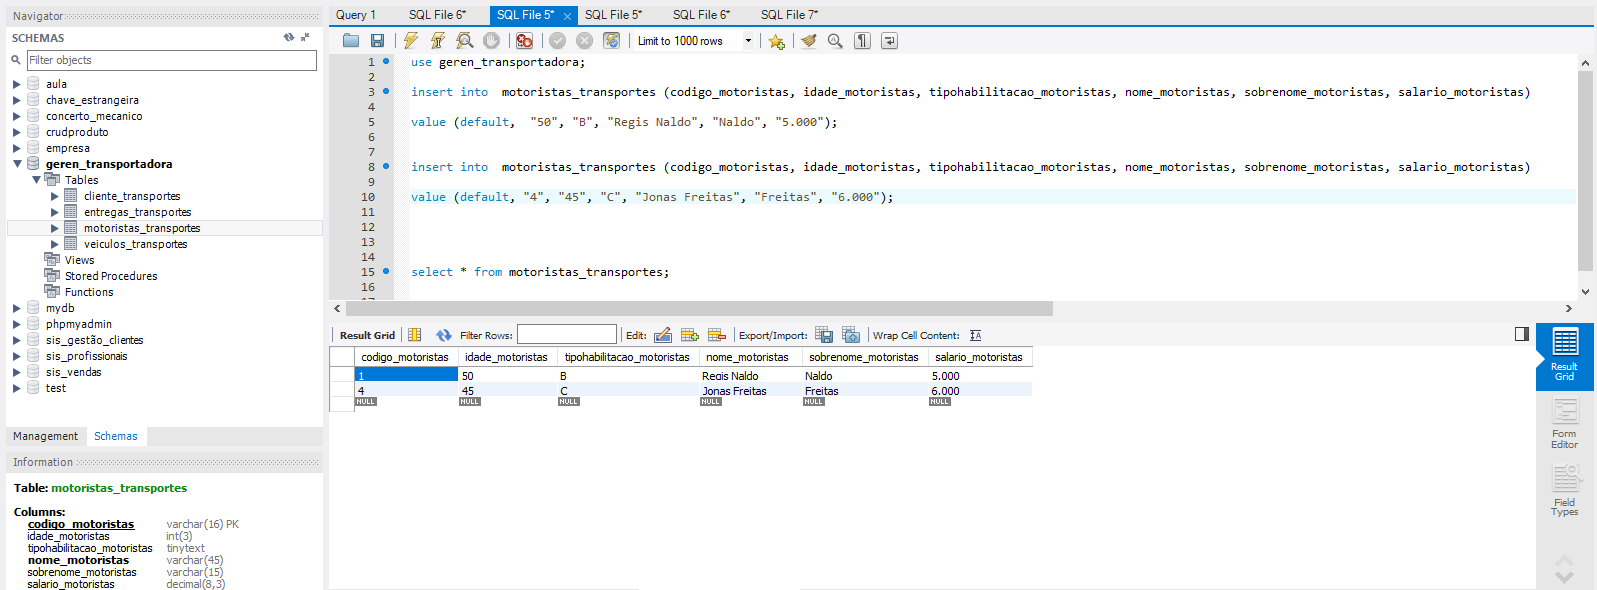 Navigator
SCHEMAS
Filter objects
aula
chave_estrangeira
concerto_mecanico
crudproduto
empresa
geren_transportadora
Tables
cliente_transportes
entregas_transportes
motoristas_transportes
veiculos_transportes
Views
Stored Procedures
Functions
mydb
phpmyadmin
sis_gestão_clientes
sis_profissionais
sis_vendas
test
Management Schemas
Information
Table: motoristas_transportes
Columns:
codigo_motoristas varchar(16) PK
idade_motoristas int(3)
tipohabilitacao_motoristas tinytext
nome_motoristas varchar(45)
sobrenome_motoristas varchar(15)
salario_motoristas decimal(8,3)
Query 1 SQL File 6* SQL File 5* × SQL File 5* SQL File 6* SQL File 7*
Limit to 1000 rows
1 use geren_transportadora;
2
3 insert into motoristas_transportes (codigo_motoristas, idade_motoristas, tipohabilitacao_motoristas, nome_motoristas, sobrenome_motoristas, salario_motoristas)
4
5 value (default, "50", "B", "Regis Naldo", "Naldo", "5.000");
6
7
8 insert into motoristas_transportes (codigo_motoristas, idade_motoristas, tipohabilitacao_motoristas, nome_motoristas, sobrenome_motoristas, salario_motoristas)
9
10 value (default, "4", "45", "C", "Jonas Freitas", "Freitas", "6.000");
11
12
13
14
15 select * from motoristas_transportes;
16
17
Result Grid Filter Rows: Edit: Export/Import: Wrap Cell Content:
codigo_motoristas idade_motoristas tipohabilitacao_motoristas nome_motoristas sobrenome_motoristas salario_motoristas
1 50 B Regis Naldo Naldo 5.000
4 45 C Jonas Freitas Freitas 6.000
NULL NULL NULL NULL NULL NULL
Result
Grid
Form
Editor
Field
Types